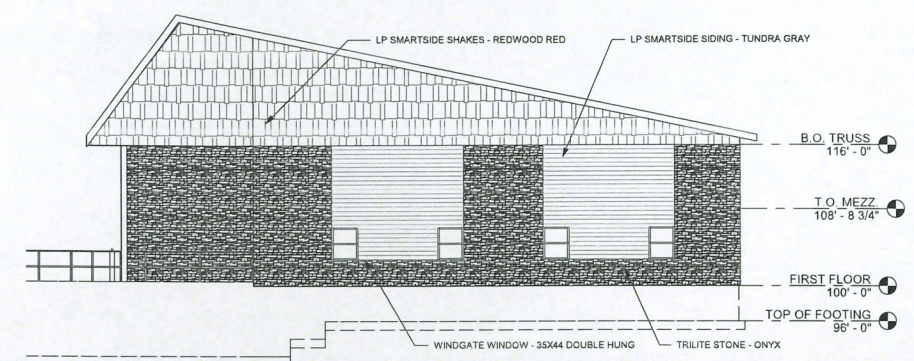 LP SMARTSIDE SHAKES - REDWOOD RED
LP SMARTSIDE SIDING - TUNDRA GRAY
B.O. TRUSS
116' - 0"
T.O. MEZZ.
108' - 8 3/4"
FIRST FLOOR
100' - 0"
TOP OF FOOTING
96' - 0"
WINDGATE WINDOW - 35X44 DOUBLE HUNG
TRILITE STONE - ONYX